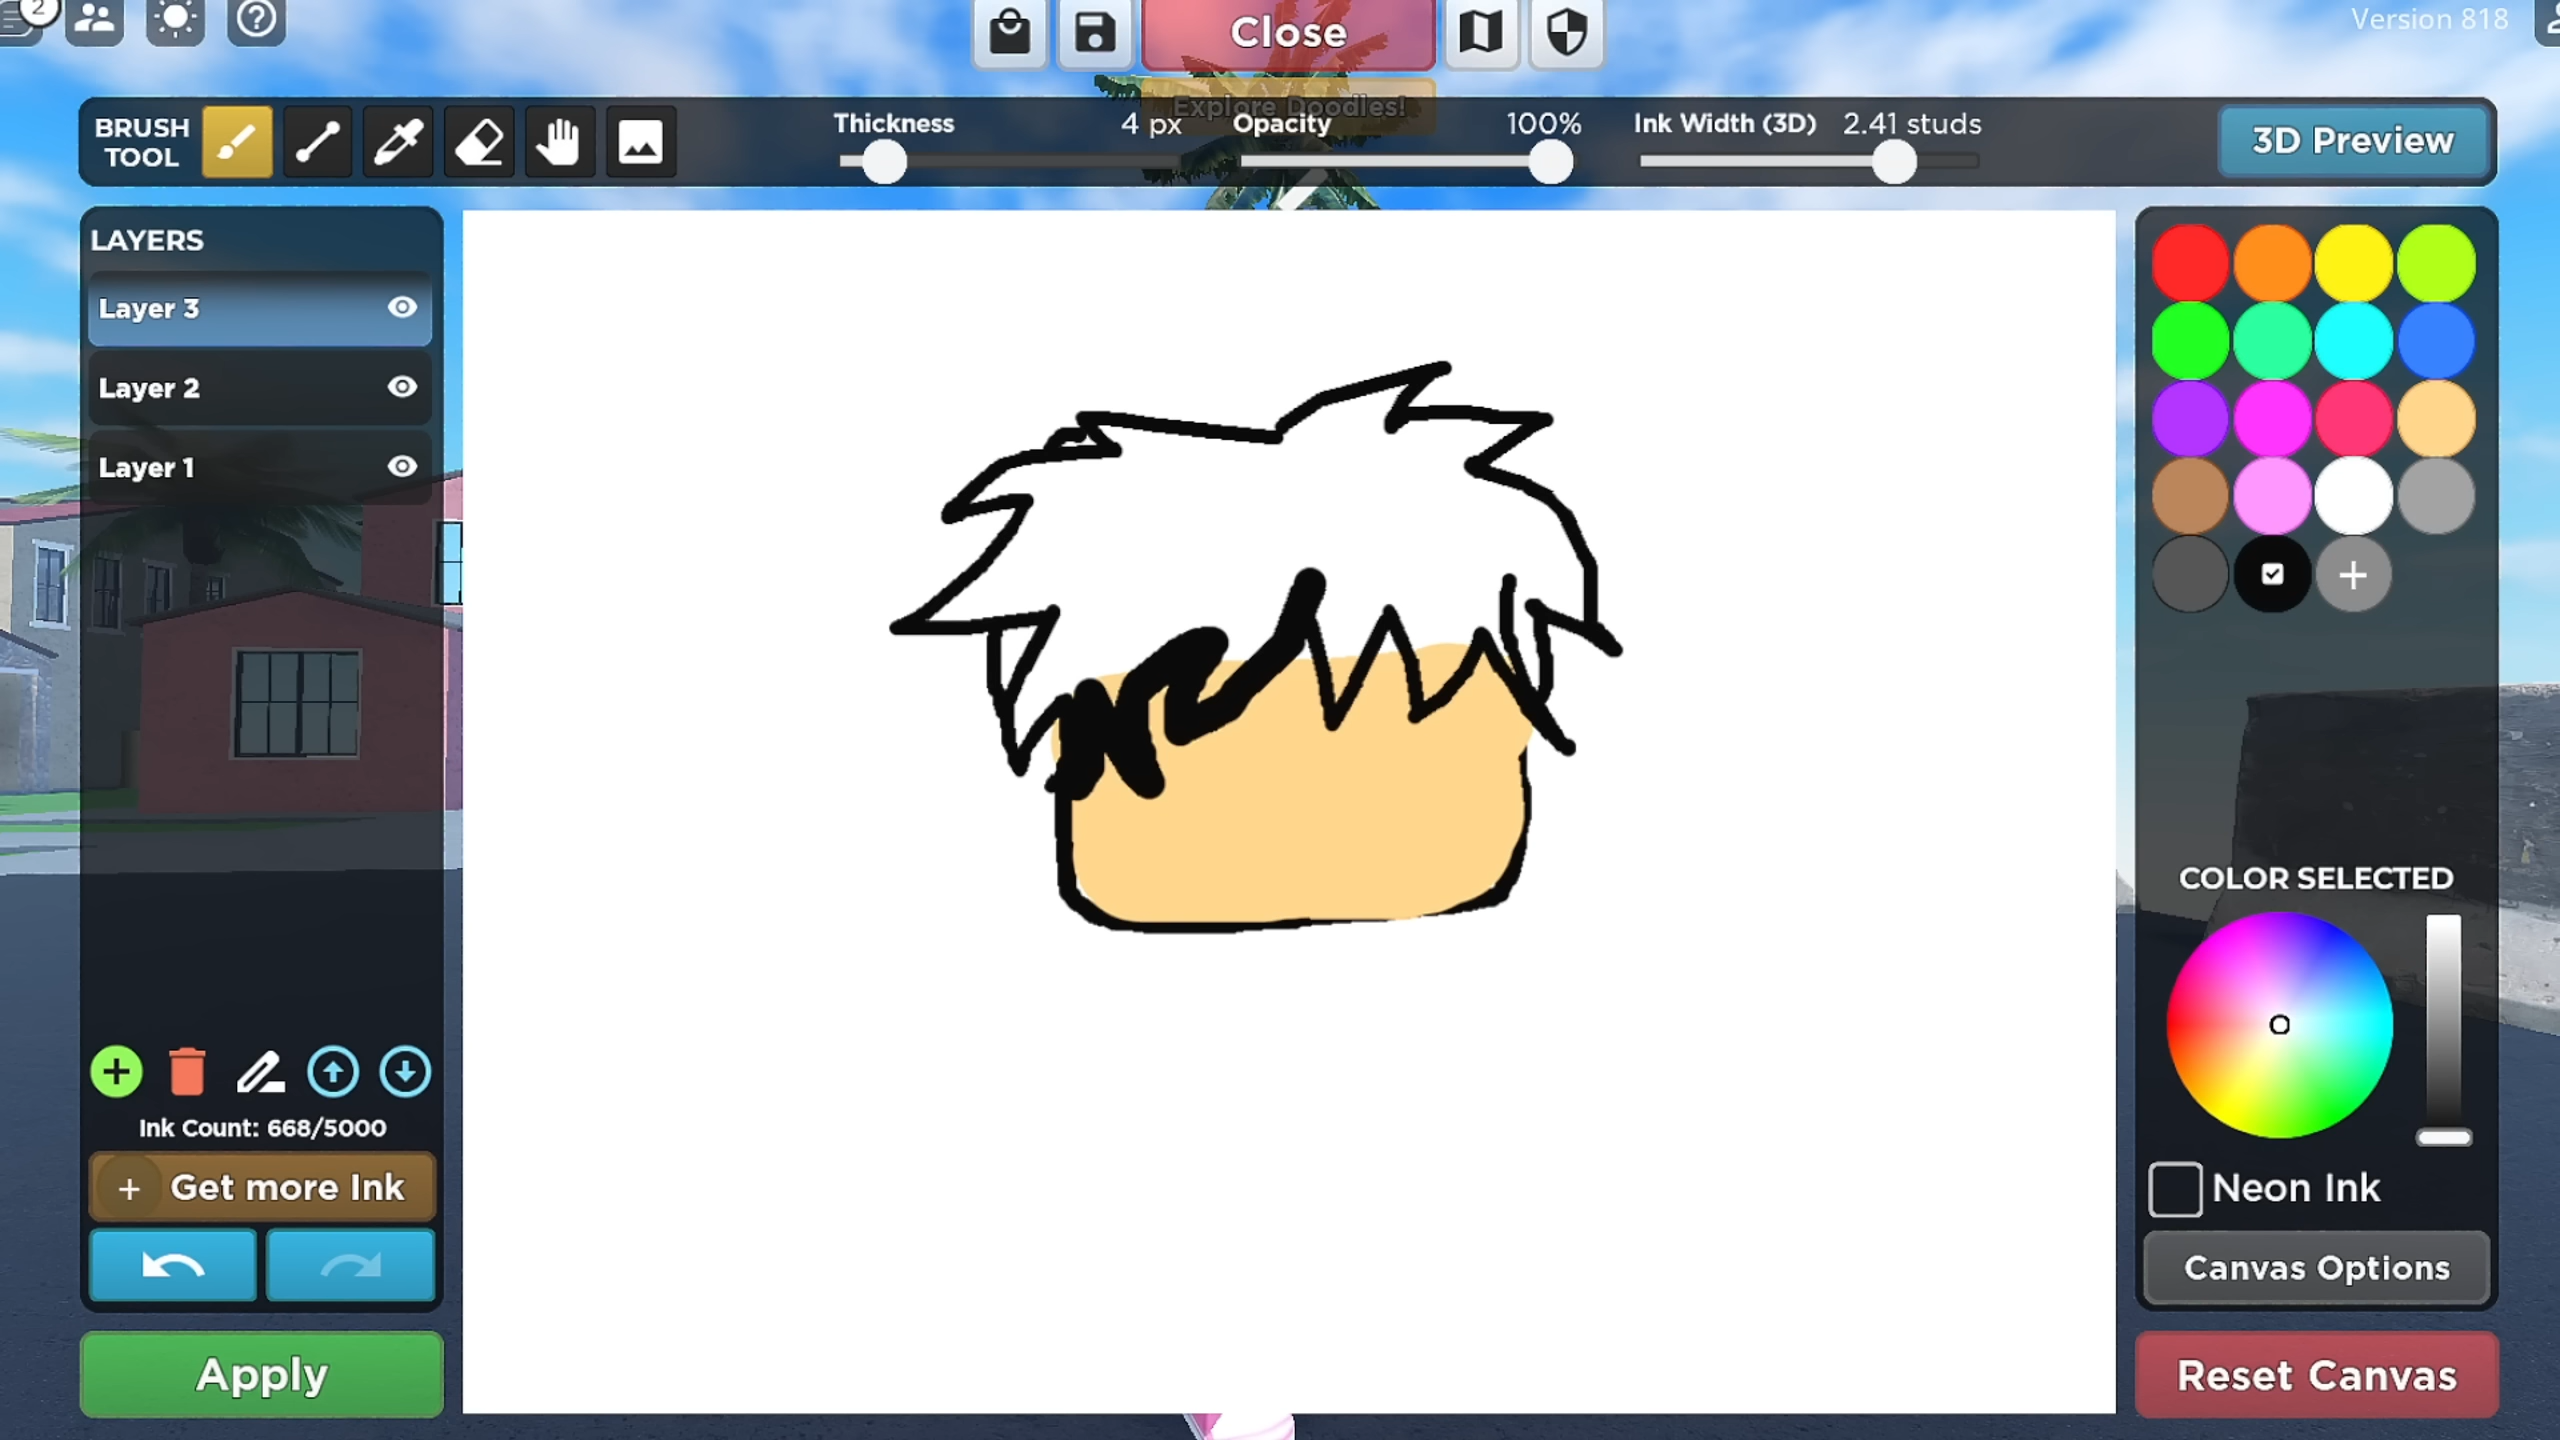 2
Close
Version 818
Explore Doodles!
BRUSH
TOOL
Thickness
4 px
Opacity
100%
Ink Width (3D)
2.41 studs
3D Preview
LAYERS
Layer 3
Layer 2
Layer 1
Ink Count: 668/5000
+ Get more Ink
Apply
COLOR SELECTED
Neon Ink
Canvas Options
Reset Canvas